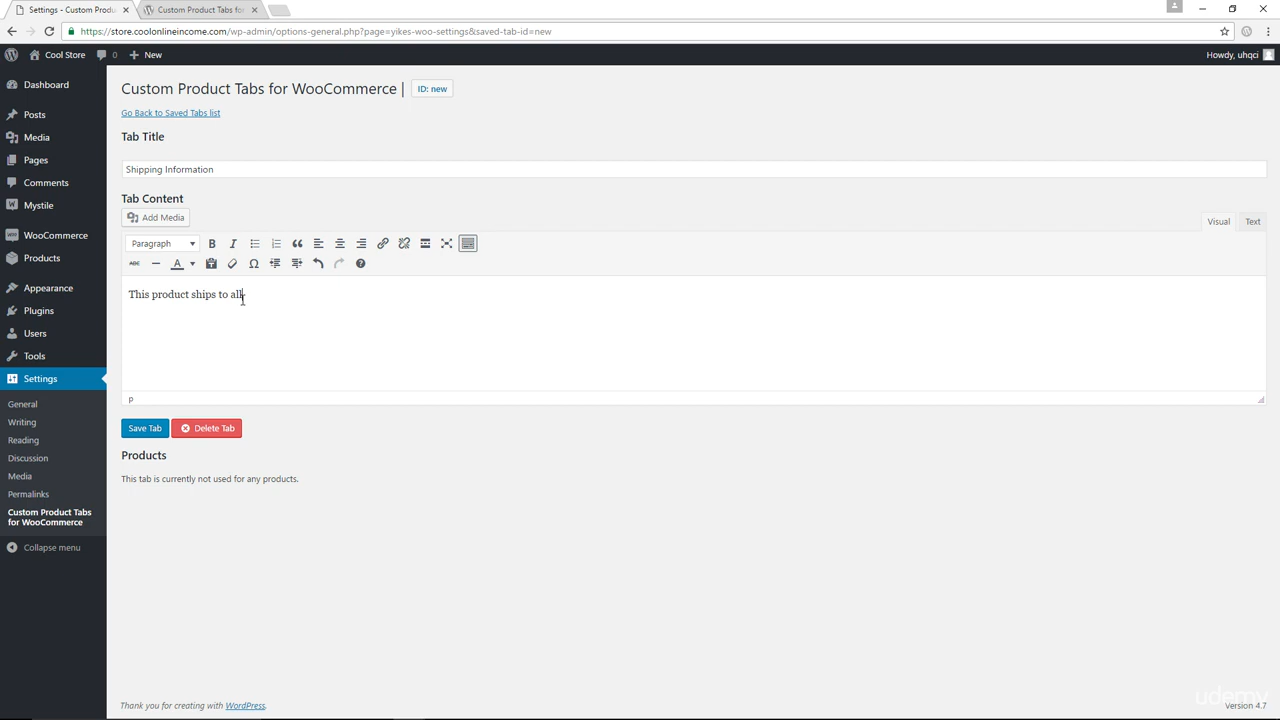 Settings - Custom Produ
Custom Product Tabs for
https://store.coolonlineincome.com/wp-admin/options-general.php?page=yikes-woo-settings&saved-tab-id=new
Cool Store
0
New
Howdy, uhqci
Dashboard
Posts
Media
Pages
Comments
Mystile
WooCommerce
Products
Appearance
Plugins
Users
Tools
Settings
General
Writing
Reading
Discussion
Media
Permalinks
Custom Product Tabs
for WooCommerce
Collapse menu
Custom Product Tabs for WooCommerce |
ID: new
Go Back to Saved Tabs list
Tab Title
Shipping Information
Tab Content
Add Media
Visual
Text
Paragraph
B
I
ABC
A
Ω
This product ships to all
p
Save Tab
Delete Tab
Products
This tab is currently not used for any products.
Thank you for creating with WordPress.
udemy
Version 4.7